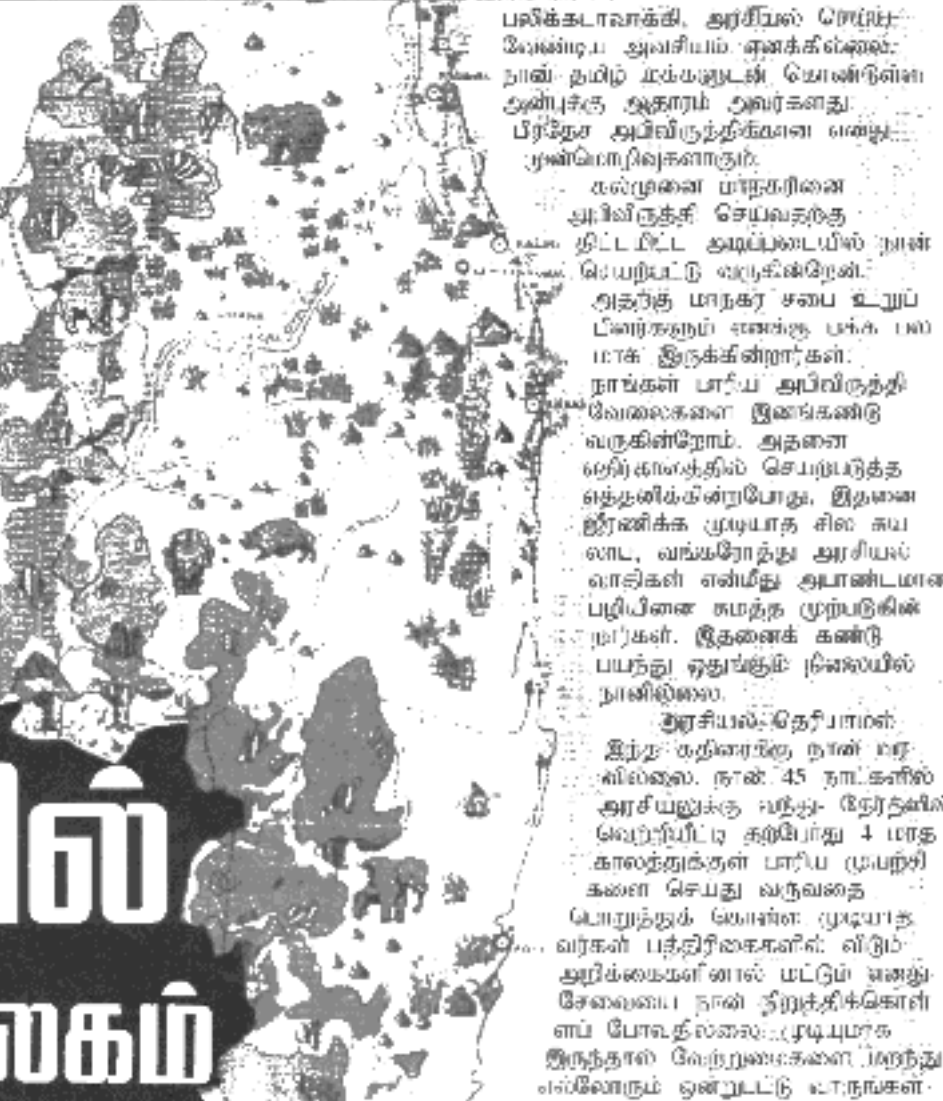 பலிக்கடாவாக்கி, அரசியல் செய்ய
வேண்டிய அவசியம் எனக்கில்லை.
நான் தமிழ் மக்களுடன் கொண்டுள்ள
அன்புக்கு ஆதாரம் அவர்களது
பிரதேச அபிவிருத்திக்கான எனது
முன்மொழிவுகளாகும்.
கல்முனை மாநகரினை
அபிவிருத்தி செய்வதற்கு
திட்டமிட்ட அடிப்படையில் நான்
செயற்பட்டு வருகின்றேன்.
அதற்கு மாநகர சபை உறுப்
பினர்களும் எனக்கு பக்க பல
மாக இருக்கின்றார்கள்.
நாங்கள் பாரிய அபிவிருத்தி
வேலைகளை இனங்கண்டு
வருகின்றோம். அதனை
எதிர்காலத்தில் செயற்படுத்த
எத்தனிக்கின்றபோது, இதனை
ஜீரணிக்க முடியாத சில சுய
லாப, வங்கரோத்து அரசியல்
வாதிகள் என்மீது அபாண்டமான
பழியினை சுமத்த முற்படுகின்
றார்கள். இதனைக் கண்டு
பயந்து ஒதுங்கும் நிலையில்
நானில்லை.
அரசியல் தெரியாமல்
இந்த கதிரைக்கு நான் வர
வில்லை. நான் 45 நாட்களில்
அரசியலுக்கு வந்து தேர்தலில்
வெற்றியீட்டி தற்போது 4 மாத
காலத்துக்குள் பாரிய முயற்சி
களை செய்து வருவதை
பொறுத்துக் கொள்ள முடியாத
வர்கள் பத்திரிகைகளில் விடும்
அறிக்கைகளினால் மட்டும் எனது
சேவையை நான் நிறுத்திக்கொள்
ளப் போவதில்லை. முடியுமாக
இருந்தால் வேற்றுமைகளை மறந்து
எல்லோரும் ஒன்றுபட்டு வாருங்கள்
ில்
லகம்